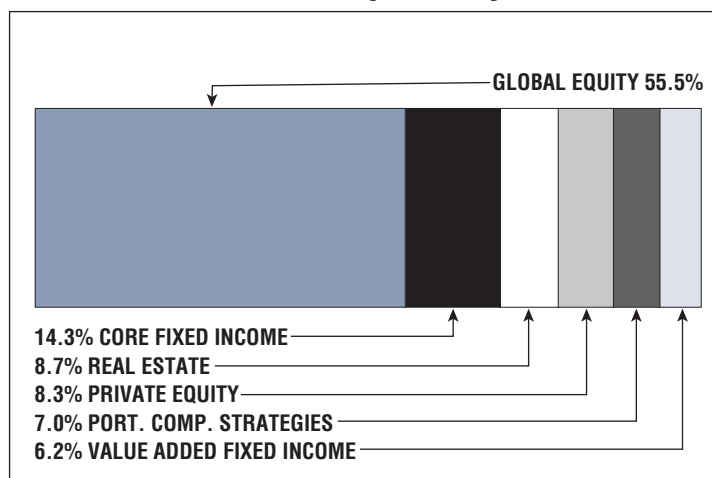 GLOBAL EQUITY 55.5%
14.3% CORE FIXED INCOME
8.7% REAL ESTATE
8.3% PRIVATE EQUITY
7.0% PORT. COMP. STRATEGIES
6.2% VALUE ADDED FIXED INCOME